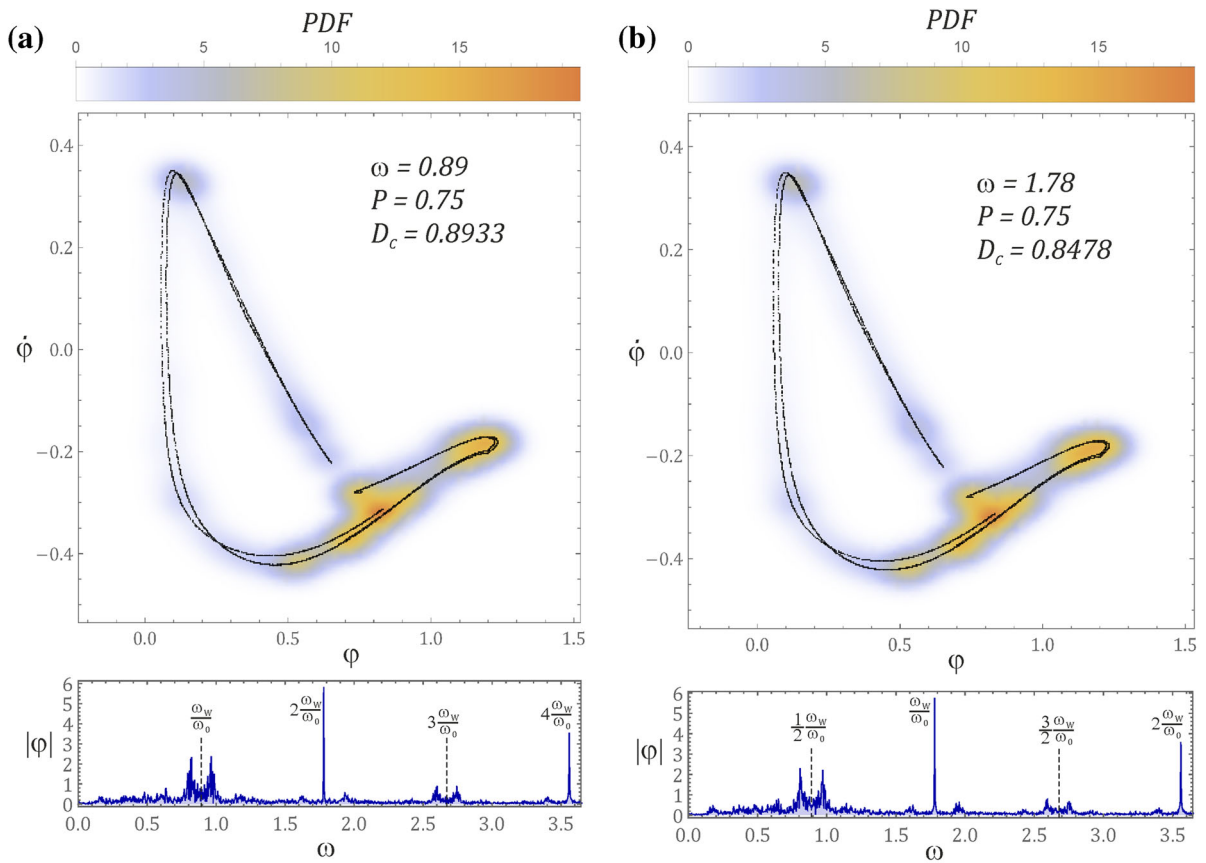 (a)
PDF
0 5 10 15
ω = 0.89
P = 0.75
D_c = 0.8933
φ̇
0.4
0.2
0.0
−0.2
−0.4
0.0 0.5 1.0 1.5
φ
|φ|
6
5
4
3
2
1
0
ω_W/ω_0
2 ω_W/ω_0
3 ω_W/ω_0
4 ω_W/ω_0
0.0 0.5 1.0 1.5 2.0 2.5 3.0 3.5
ω
(b)
PDF
0 5 10 15
ω = 1.78
P = 0.75
D_c = 0.8478
φ̇
0.4
0.2
0.0
−0.2
−0.4
0.0 0.5 1.0 1.5
φ
|φ|
6
5
4
3
2
1
0
1/2 ω_W/ω_0
ω_W/ω_0
3/2 ω_W/ω_0
2 ω_W/ω_0
0.0 0.5 1.0 1.5 2.0 2.5 3.0 3.5
ω